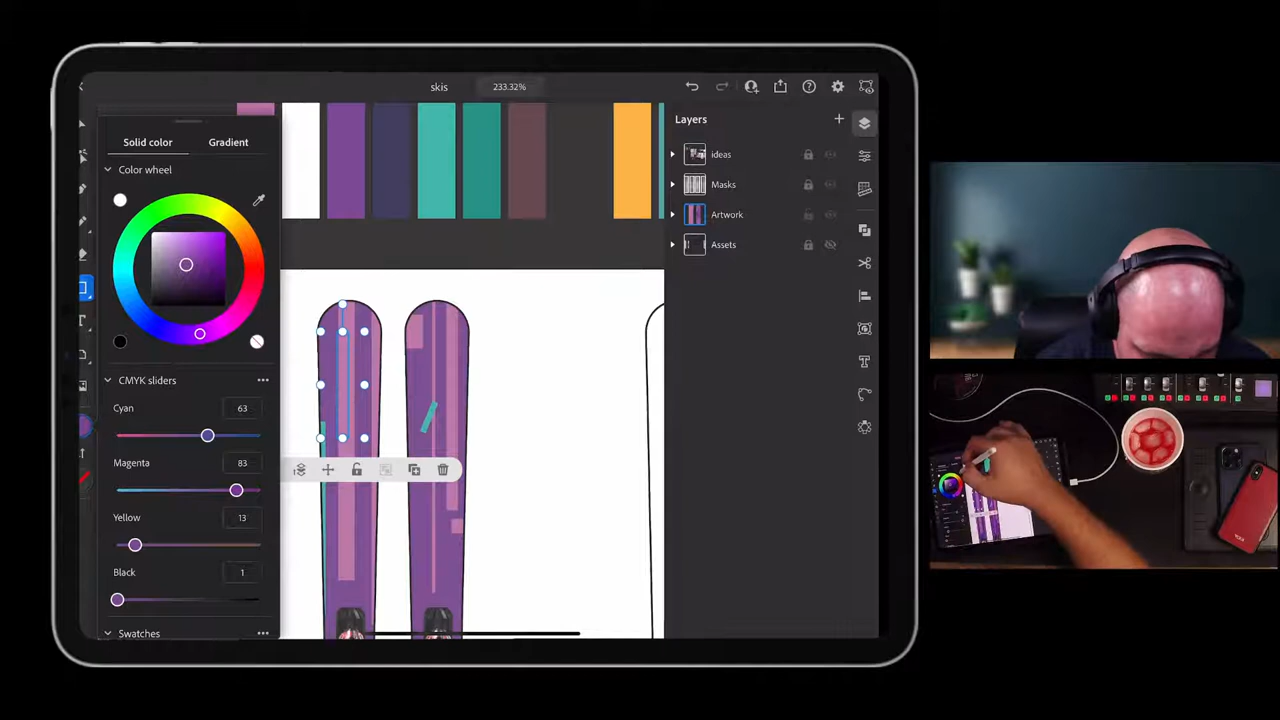 skis
233.32%
Solid color
Gradient
Color wheel
CMYK sliders
Cyan
63
Magenta
83
Yellow
13
Black
1
Swatches
Layers
ideas
Masks
Artwork
Assets